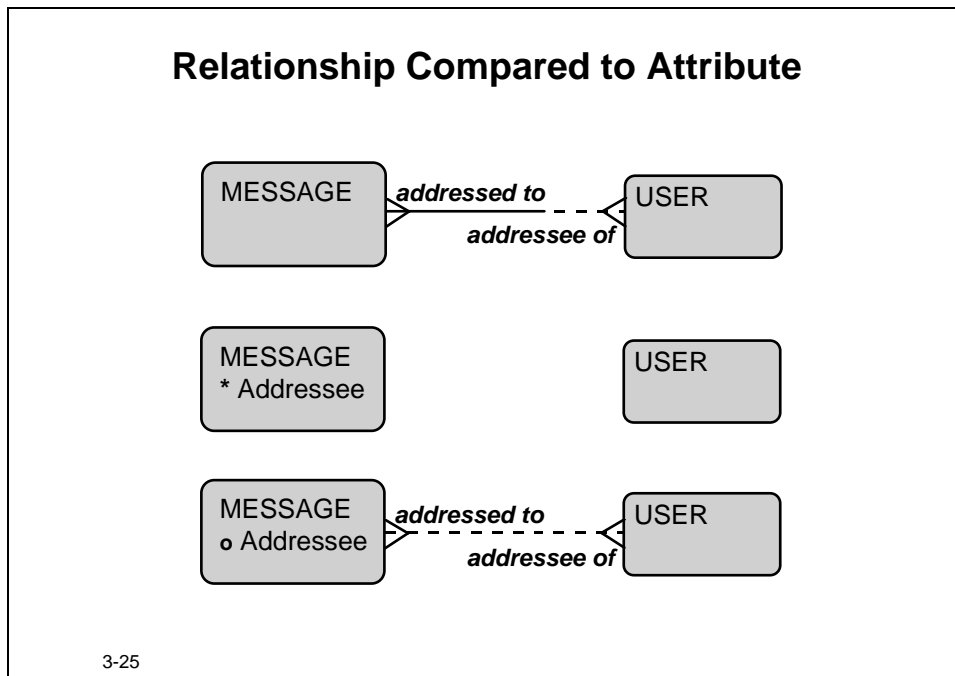 Relationship Compared to Attribute
MESSAGE
addressed to
USER
addressee of
MESSAGE
* Addressee
USER
MESSAGE
o Addressee
addressed to
USER
addressee of
3-25